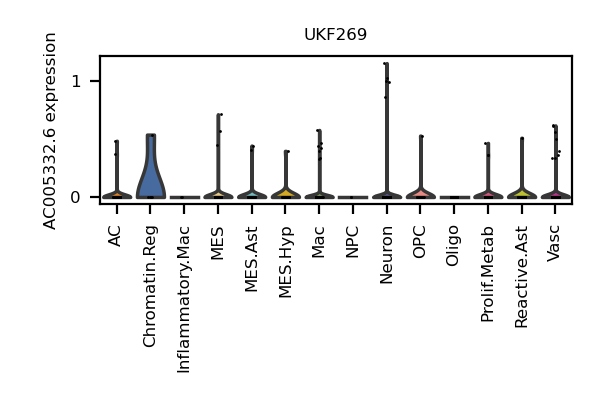 UKF269
AC005332.6 expression
1
0
AC
Chromatin.Reg
Inflammatory.Mac
MES
MES.Ast
MES.Hyp
Mac
NPC
Neuron
OPC
Oligo
Prolif.Metab
Reactive.Ast
Vasc